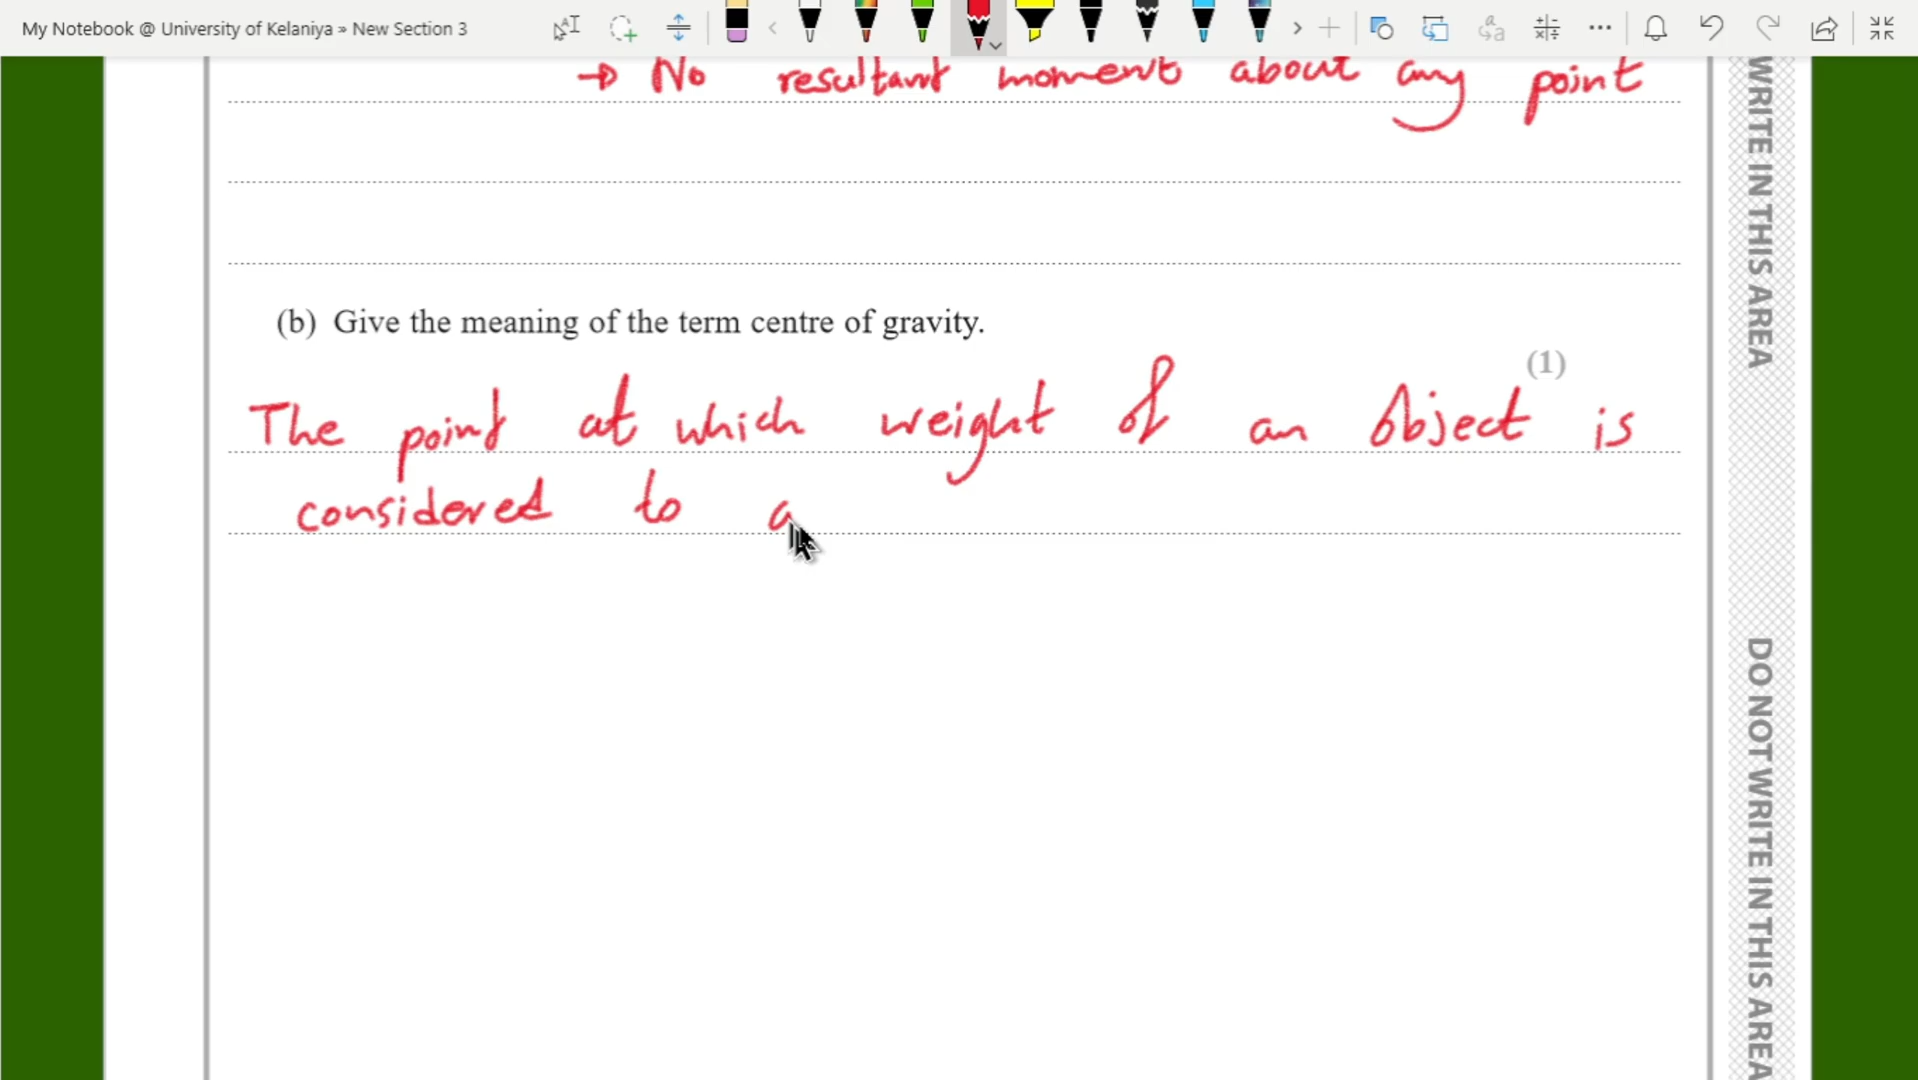 My Notebook @ University of Kelaniya » New Section 3
→ No resultant moment about any point
(b) Give the meaning of the term centre of gravity.
(1)
The point at which weight of an object is
considered to a
WRITE IN THIS AREA
DO NOT WRITE IN THIS AREA